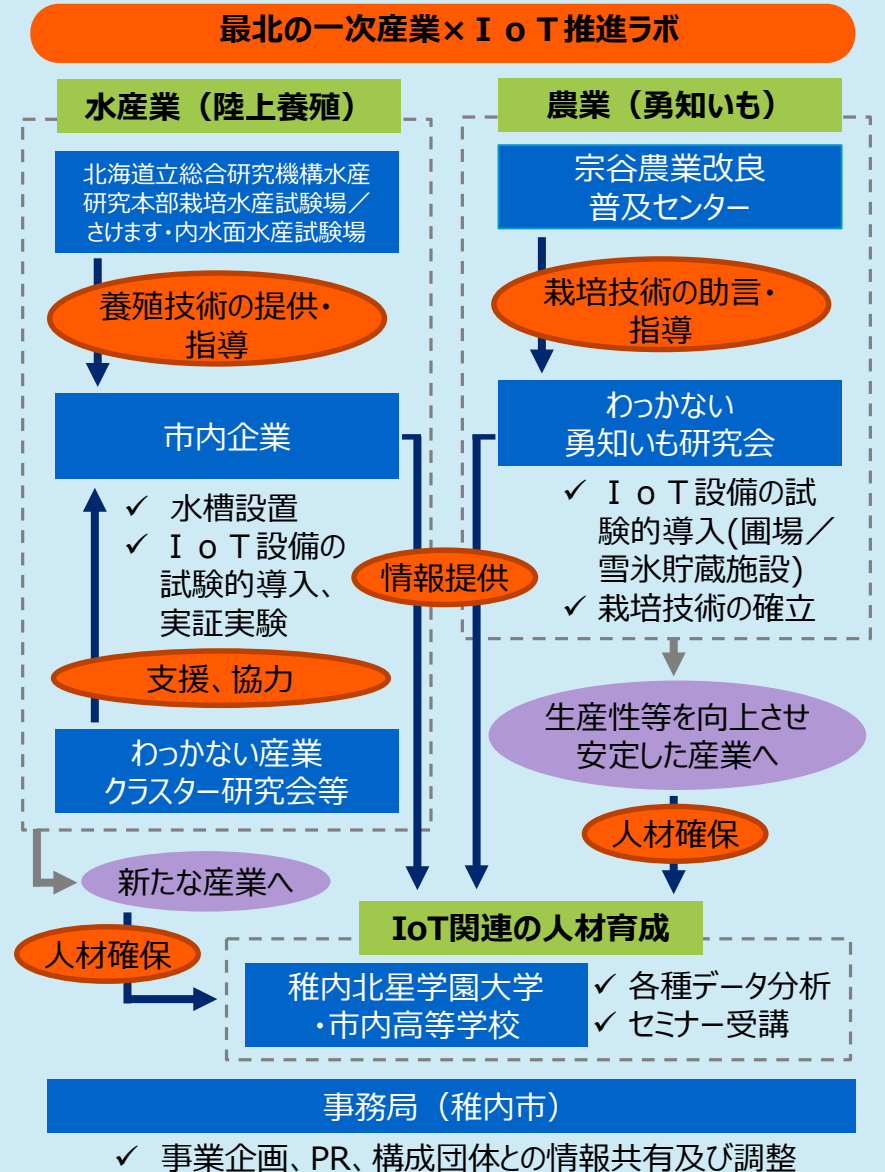 最北の一次産業×ＩｏＴ推進ラボ
水産業（陸上養殖）
北海道立総合研究機構水産
研究本部栽培水産試験場／
さけます・内水面水産試験場
養殖技術の提供・
指導
市内企業
✓ 水槽設置
✓ ＩｏＴ設備の
試験的導入、
実証実験
支援、協力
わっかない産業
クラスター研究会等
新たな産業へ
人材確保
農業（勇知いも）
宗谷農業改良
普及センター
栽培技術の助言・
指導
わっかない
勇知いも研究会
✓ ＩｏＴ設備の試
験的導入(圃場／
雪氷貯蔵施設)
✓ 栽培技術の確立
情報提供
生産性等を向上させ
安定した産業へ
人材確保
IoT関連の人材育成
稚内北星学園大学
・市内高等学校
✓ 各種データ分析
✓ セミナー受講
事務局（稚内市）
✓ 事業企画、PR、構成団体との情報共有及び調整